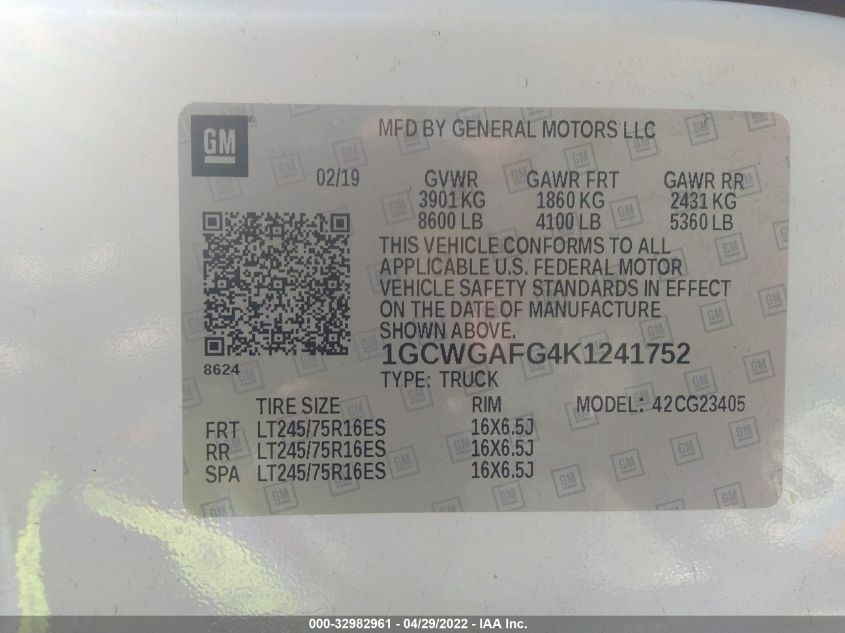 GM
MFD BY GENERAL MOTORS LLC
02/19
GVWR GAWR FRT GAWR RR
3901 KG 1860 KG 2431 KG
8600 LB 4100 LB 5360 LB
THIS VEHICLE CONFORMS TO ALL
APPLICABLE U.S. FEDERAL MOTOR
VEHICLE SAFETY STANDARDS IN EFFECT
ON THE DATE OF MANUFACTURE
SHOWN ABOVE.
8624
1GCWGAFG4K1241752
TYPE: TRUCK
TIRE SIZE RIM MODEL: 42CG23405
FRT LT245/75R16ES 16X6.5J
RR LT245/75R16ES 16X6.5J
SPA LT245/75R16ES 16X6.5J
000-32982961 - 04/29/2022 - IAA Inc.